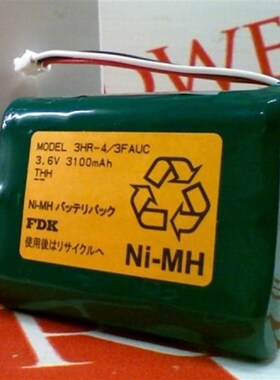 MODEL 3HR-4/3FAUC
3.6V 3100mAh
THH
Ni-MH バッテリパック
FDK
使用後はリサイクルへ
Ni-MH